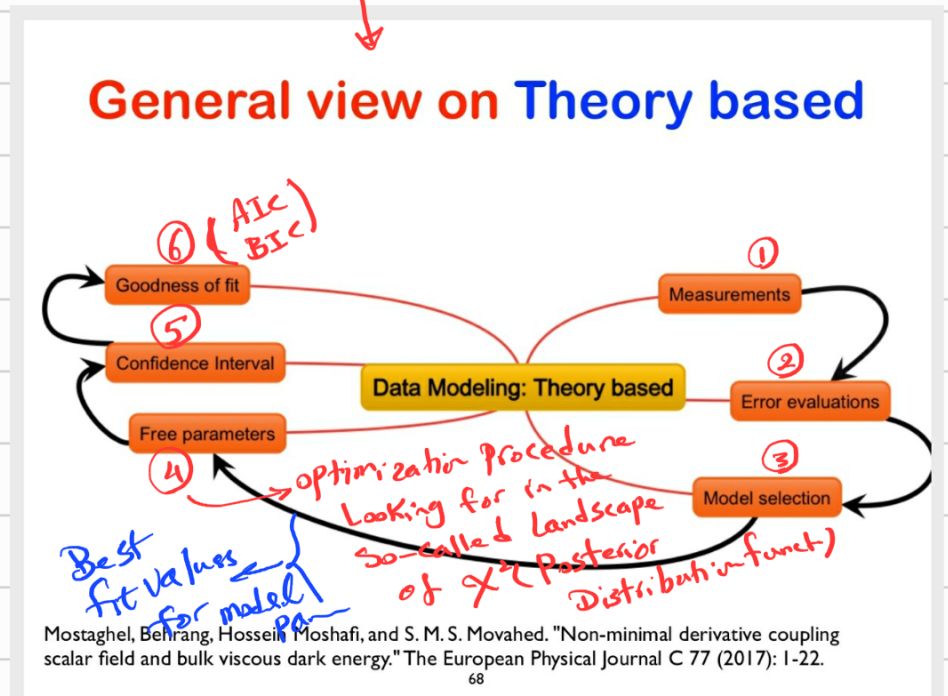 General view on Theory based
6 (AIC
BIC)
Goodness of fit
1
Measurements
5
Confidence Interval
2
Error evaluations
Data Modeling: Theory based
Free parameters
4
3
Model selection
optimization procedure
Looking for in the
so-called Landscape
of χ² (Posterior
Distribution funct)
Best
fit values
for model
par
Mostaghel, Behrang, Hossein Moshafi, and S. M. S. Movahed. "Non-minimal derivative coupling
scalar field and bulk viscous dark energy." The European Physical Journal C 77 (2017): 1-22.
68